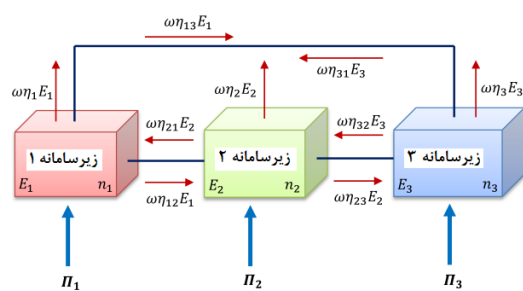 ωη₁₃E₁
ωη₃₁E₃
ωη₁E₁
ωη₂E₂
ωη₃E₃
ωη₂₁E₂
ωη₃₂E₃
زیرسامانه ۱
زیرسامانه ۲
زیرسامانه ۳
E₁ n₁
E₂ n₂
E₃ n₃
ωη₁₂E₁
ωη₂₃E₂
Π₁
Π₂
Π₃